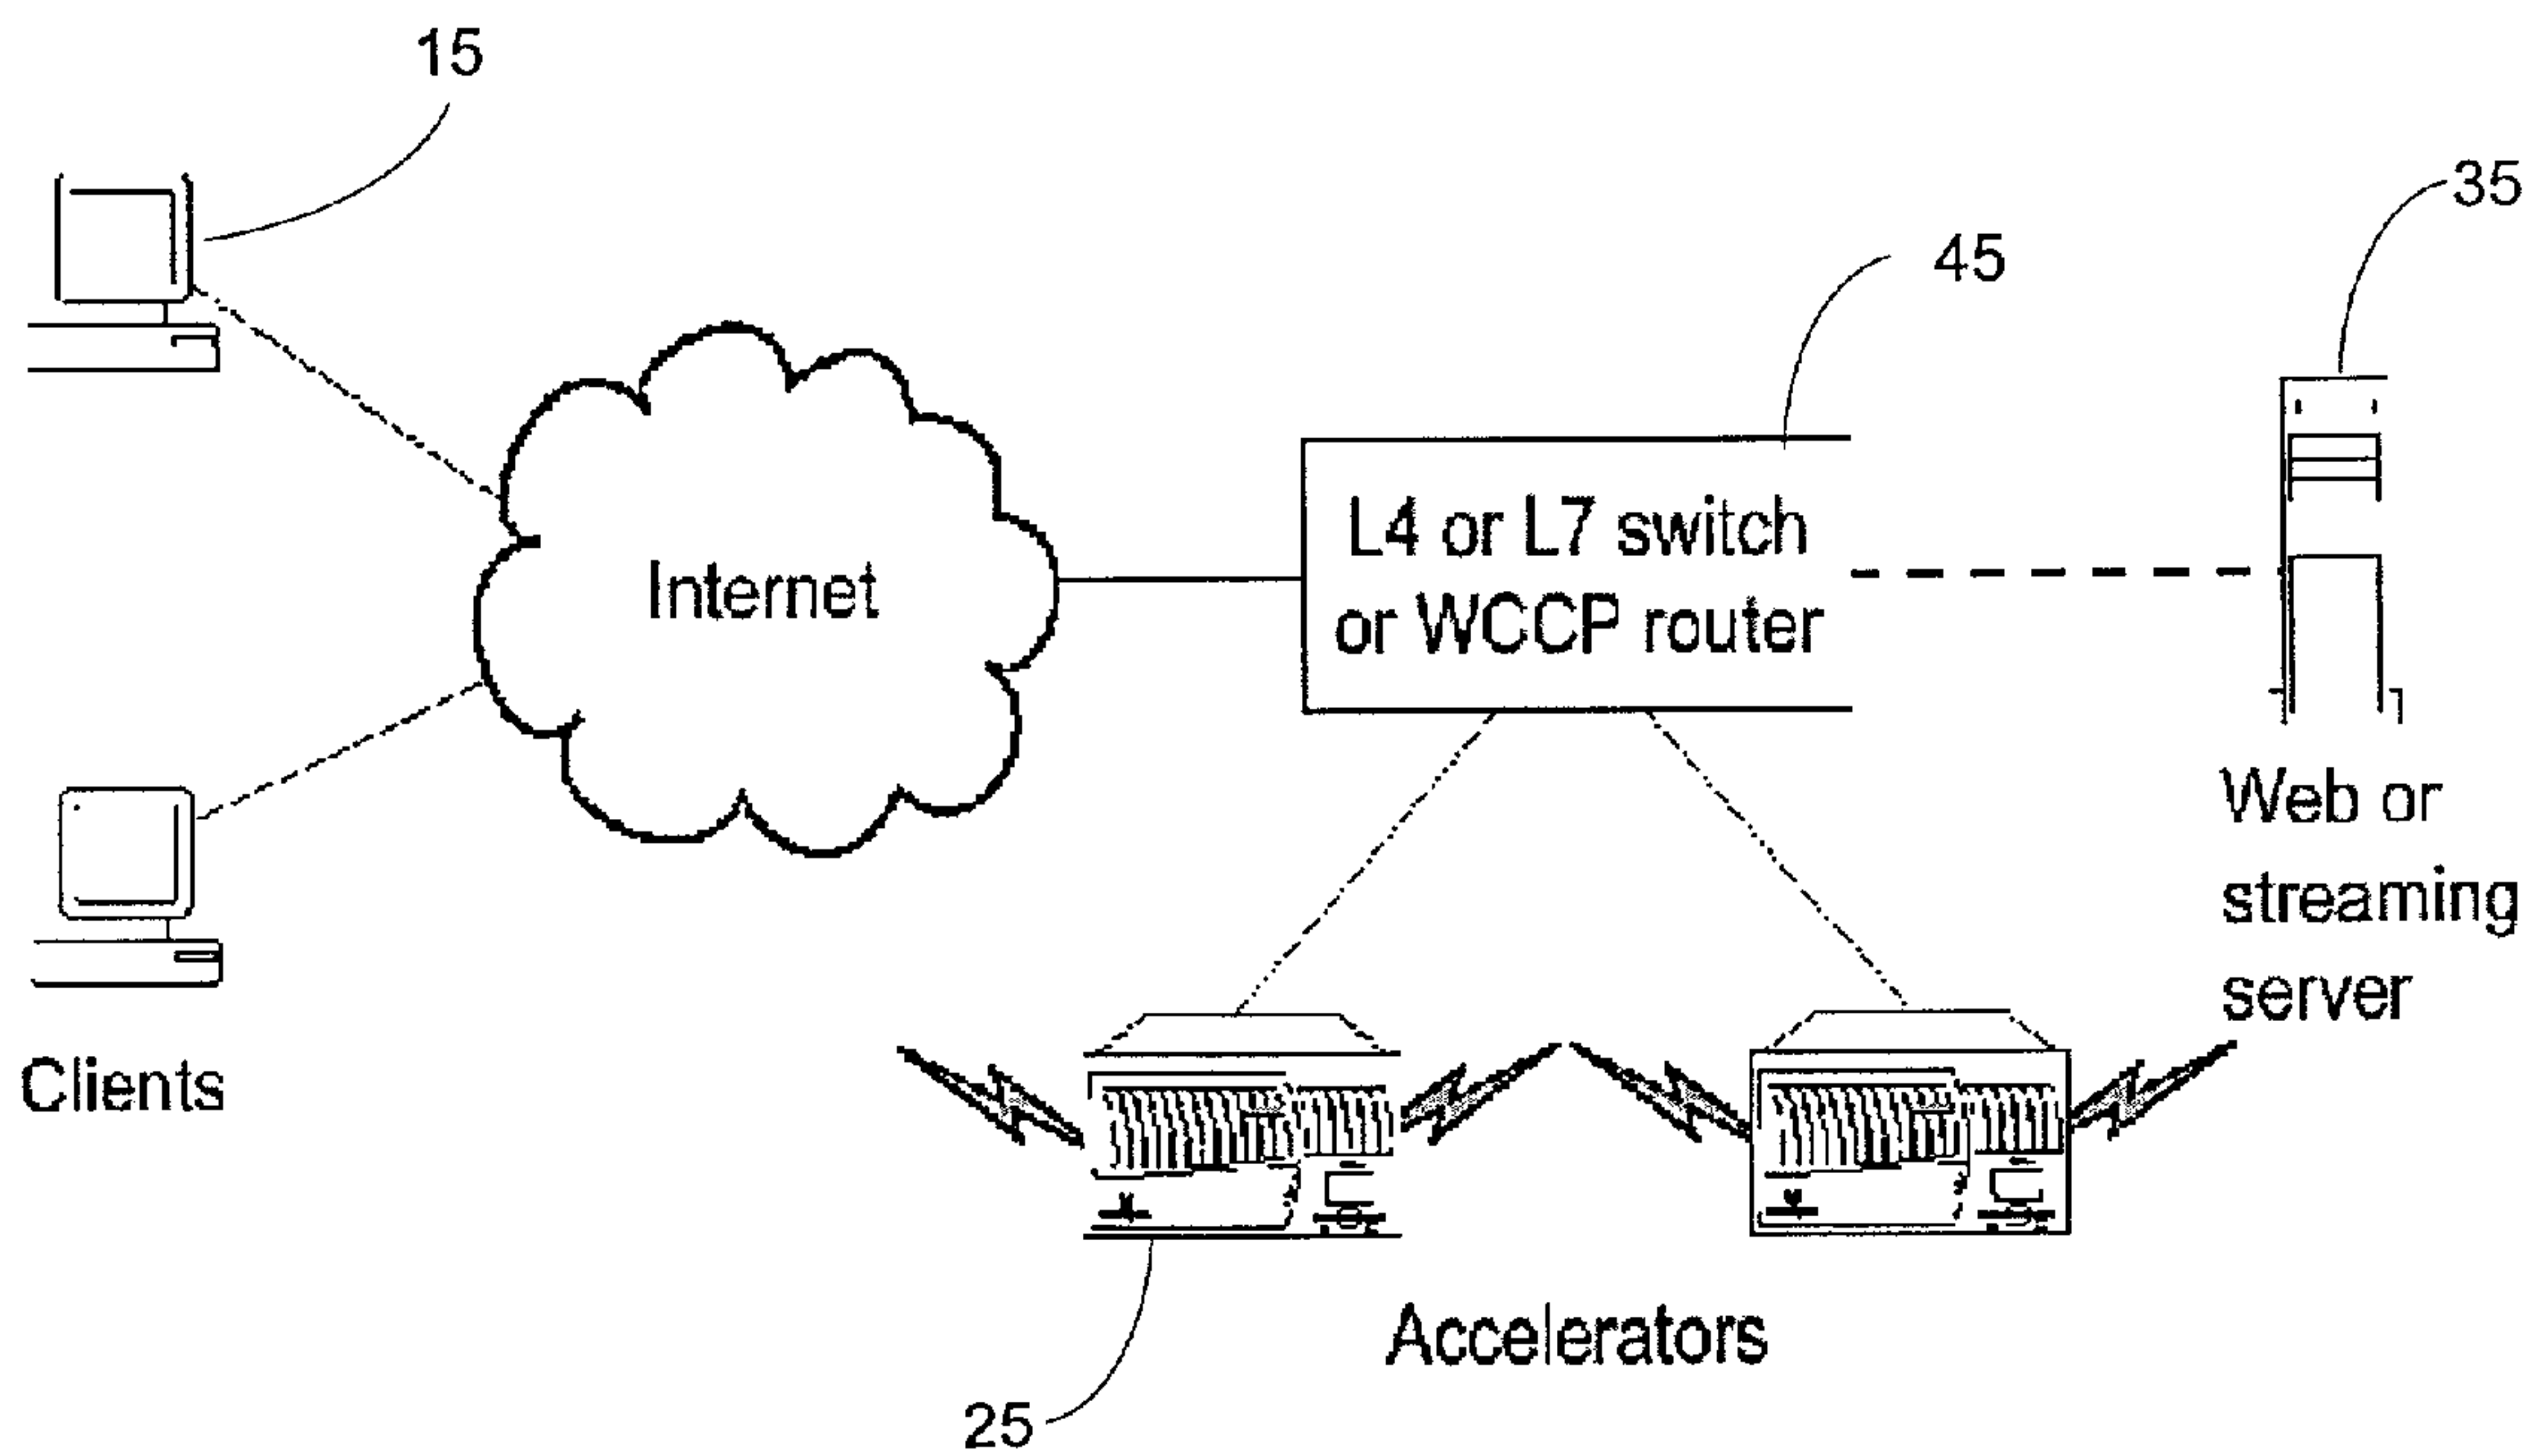 15
35
45
L4 or L7 switch
or WCCP router
Internet
Web or
streaming
server
Clients
Accelerators
25